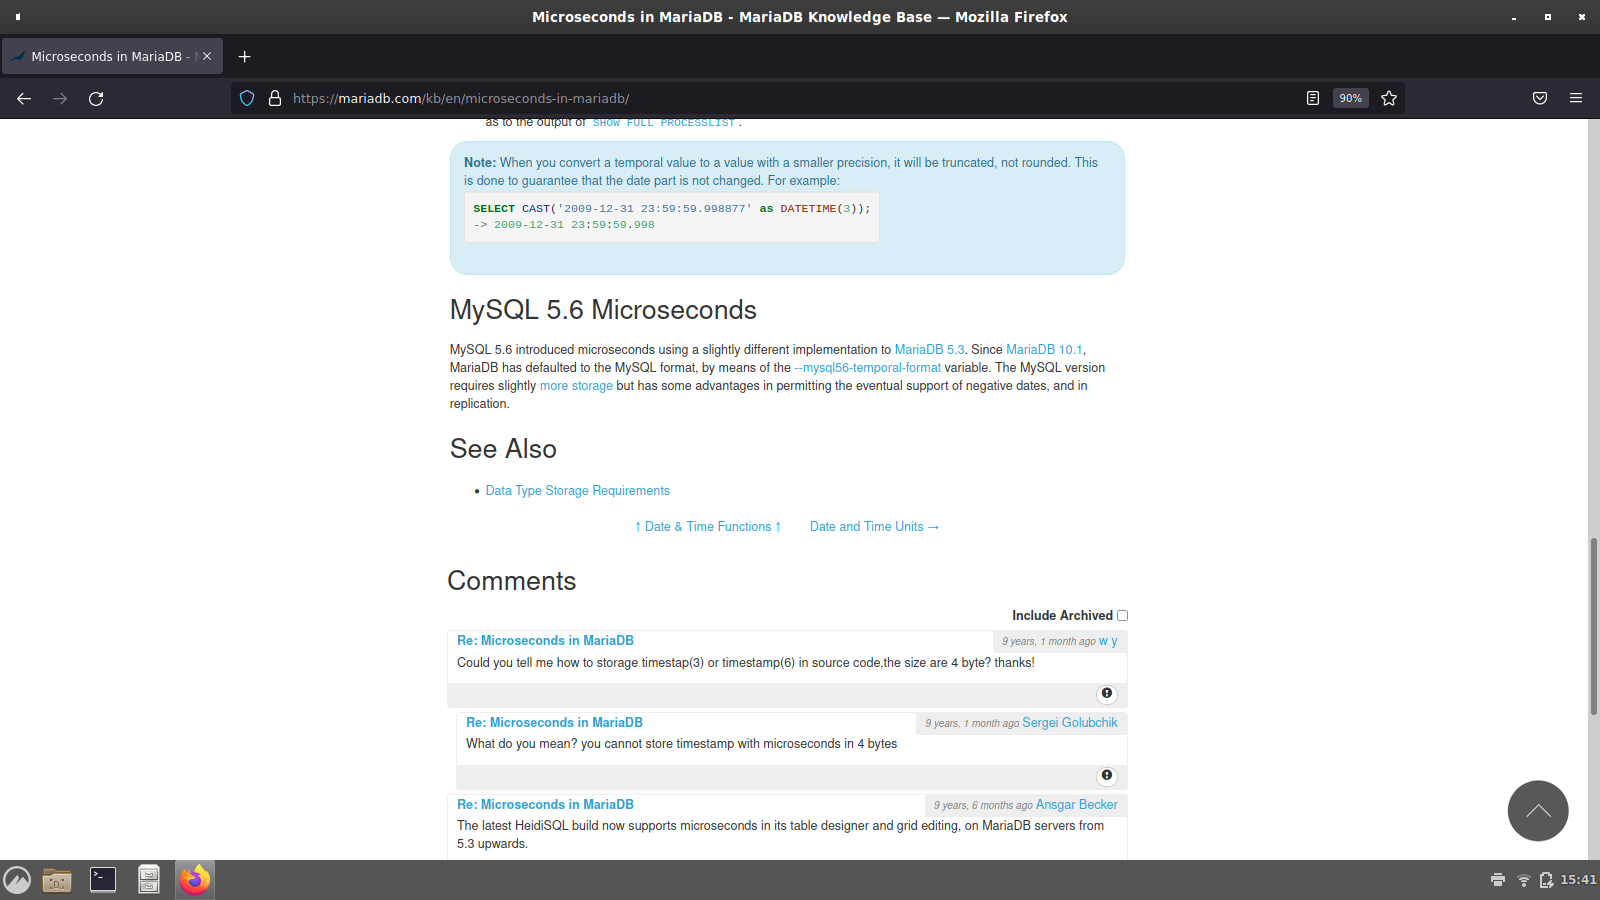 Microseconds in MariaDB - MariaDB Knowledge Base — Mozilla Firefox
Microseconds in MariaDB -
https://mariadb.com/kb/en/microseconds-in-mariadb/
90%
as to the output of SHOW FULL PROCESSLIST.
Note: When you convert a temporal value to a value with a smaller precision, it will be truncated, not rounded. This
is done to guarantee that the date part is not changed. For example:
SELECT CAST('2009-12-31 23:59:59.998877' as DATETIME(3));
-> 2009-12-31 23:59:59.998
MySQL 5.6 Microseconds
MySQL 5.6 introduced microseconds using a slightly different implementation to MariaDB 5.3. Since MariaDB 10.1,
MariaDB has defaulted to the MySQL format, by means of the --mysql56-temporal-format variable. The MySQL version
requires slightly more storage but has some advantages in permitting the eventual support of negative dates, and in
replication.
See Also
• Data Type Storage Requirements
↑ Date & Time Functions ↑ Date and Time Units →
Comments
Include Archived
Re: Microseconds in MariaDB 9 years, 1 month ago w y
Could you tell me how to storage timestap(3) or timestamp(6) in source code,the size are 4 byte? thanks!
Re: Microseconds in MariaDB 9 years, 1 month ago Sergei Golubchik
What do you mean? you cannot store timestamp with microseconds in 4 bytes
Re: Microseconds in MariaDB 9 years, 6 months ago Ansgar Becker
The latest HeidiSQL build now supports microseconds in its table designer and grid editing, on MariaDB servers from
5.3 upwards.
15:41